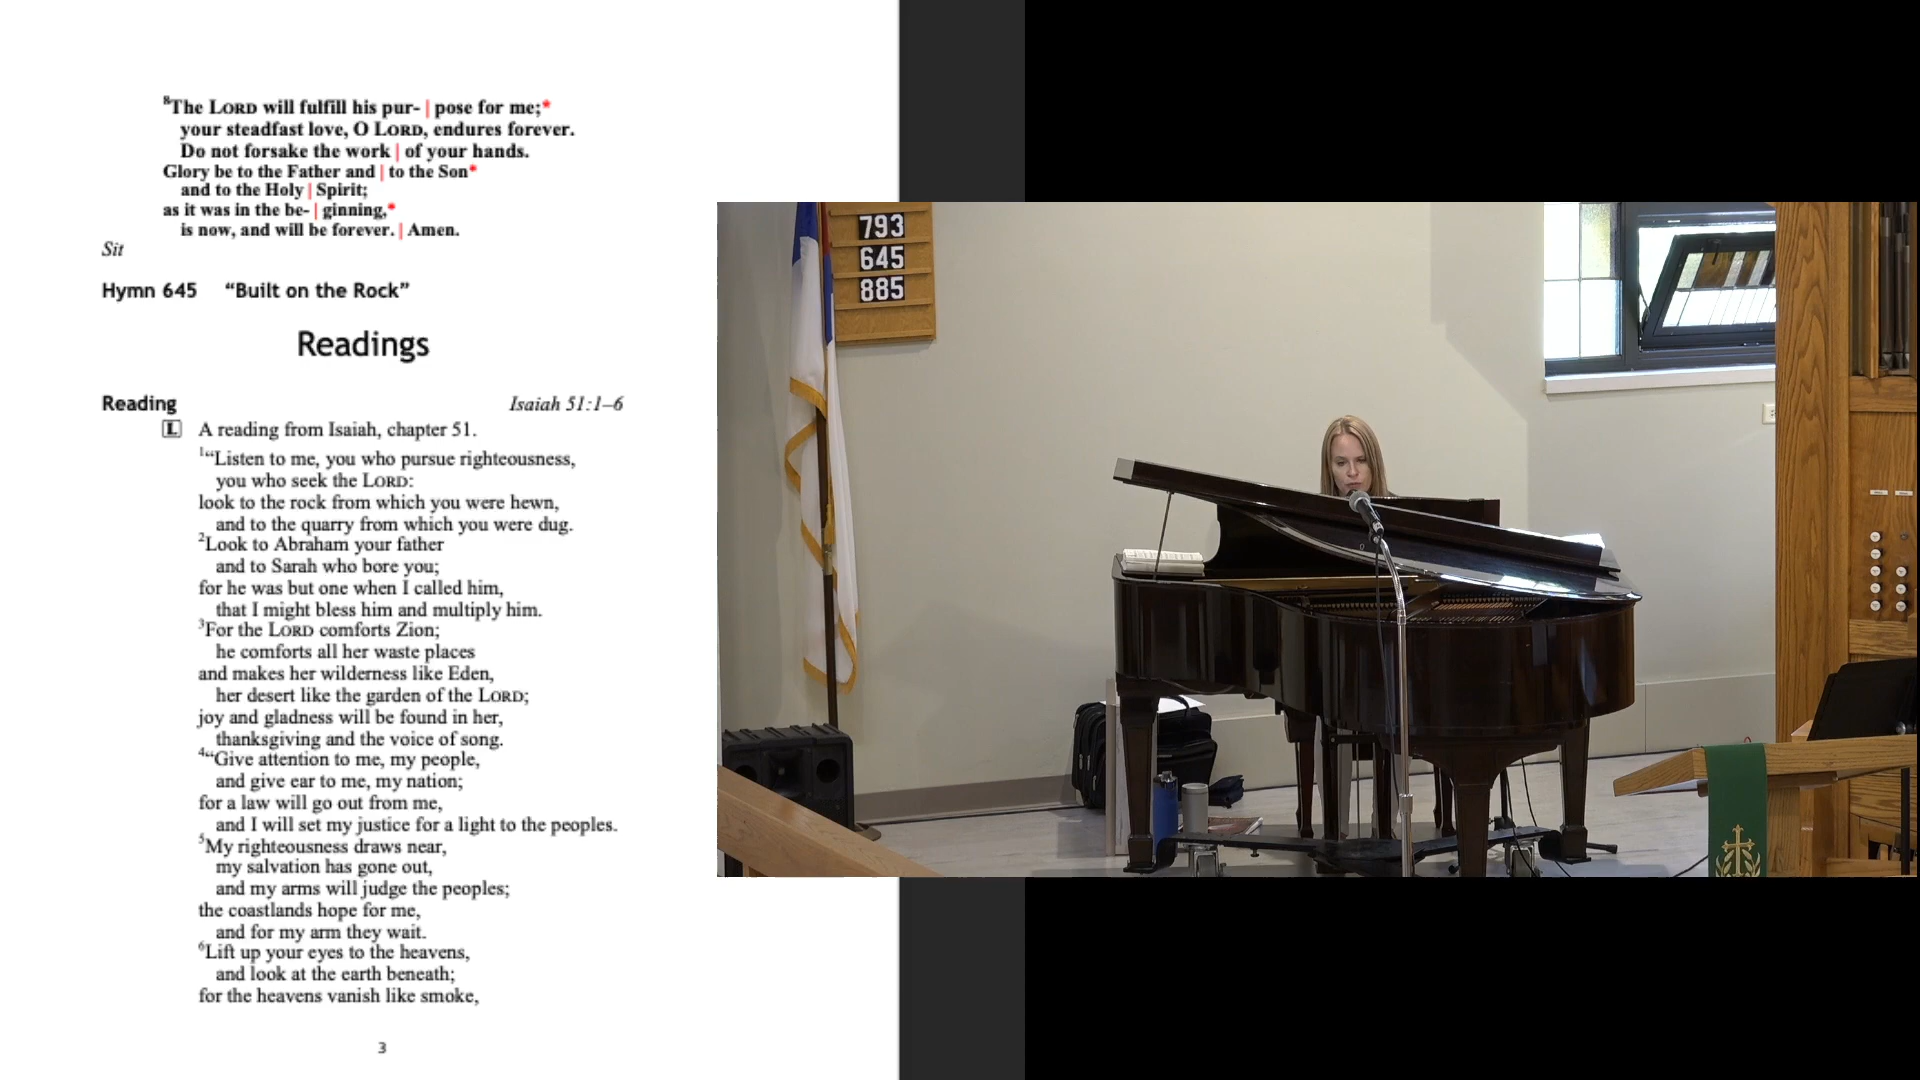 ⁸The LORD will fulfill his pur- | pose for me;*
your steadfast love, O LORD, endures forever.
Do not forsake the work | of your hands.
Glory be to the Father and | to the Son*
and to the Holy | Spirit;
as it was in the be- | ginning,*
is now, and will be forever. | Amen.
Sit
Hymn 645 “Built on the Rock”
Readings
Reading Isaiah 51:1–6
L A reading from Isaiah, chapter 51.
¹“Listen to me, you who pursue righteousness,
you who seek the LORD:
look to the rock from which you were hewn,
and to the quarry from which you were dug.
²Look to Abraham your father
and to Sarah who bore you;
for he was but one when I called him,
that I might bless him and multiply him.
³For the LORD comforts Zion;
he comforts all her waste places
and makes her wilderness like Eden,
her desert like the garden of the LORD;
joy and gladness will be found in her,
thanksgiving and the voice of song.
⁴“Give attention to me, my people,
and give ear to me, my nation;
for a law will go out from me,
and I will set my justice for a light to the peoples.
⁵My righteousness draws near,
my salvation has gone out,
and my arms will judge the peoples;
the coastlands hope for me,
and for my arm they wait.
⁶Lift up your eyes to the heavens,
and look at the earth beneath;
for the heavens vanish like smoke,
3
793
645
885